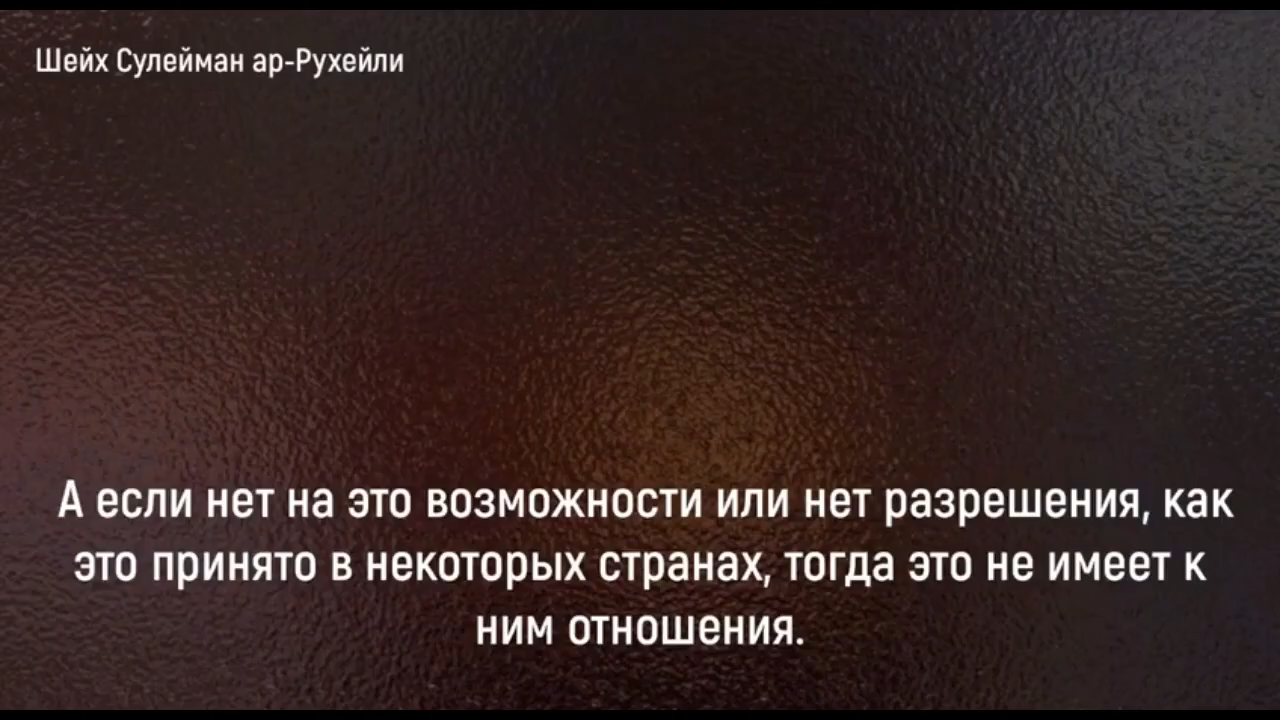 Шейх Сулейман ар-Рухейли
А если нет на это возможности или нет разрешения, как
это принято в некоторых странах, тогда это не имеет к
ним отношения.